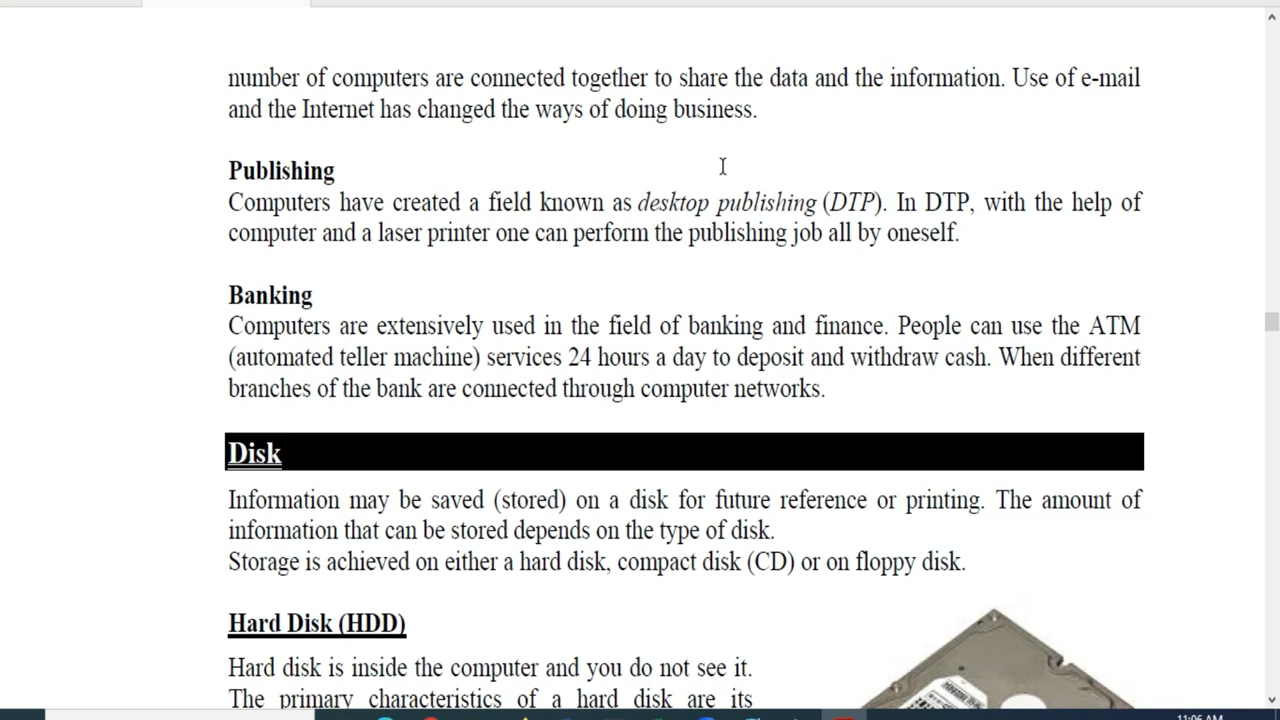 number of computers are connected together to share the data and the information. Use of e-mail
and the Internet has changed the ways of doing business.
Publishing
Computers have created a field known as desktop publishing (DTP). In DTP, with the help of
computer and a laser printer one can perform the publishing job all by oneself.
Banking
Computers are extensively used in the field of banking and finance. People can use the ATM
(automated teller machine) services 24 hours a day to deposit and withdraw cash. When different
branches of the bank are connected through computer networks.
Disk
Information may be saved (stored) on a disk for future reference or printing. The amount of
information that can be stored depends on the type of disk.
Storage is achieved on either a hard disk, compact disk (CD) or on floppy disk.
Hard Disk (HDD)
Hard disk is inside the computer and you do not see it.
The primary characteristics of a hard disk are its
11:06 AM